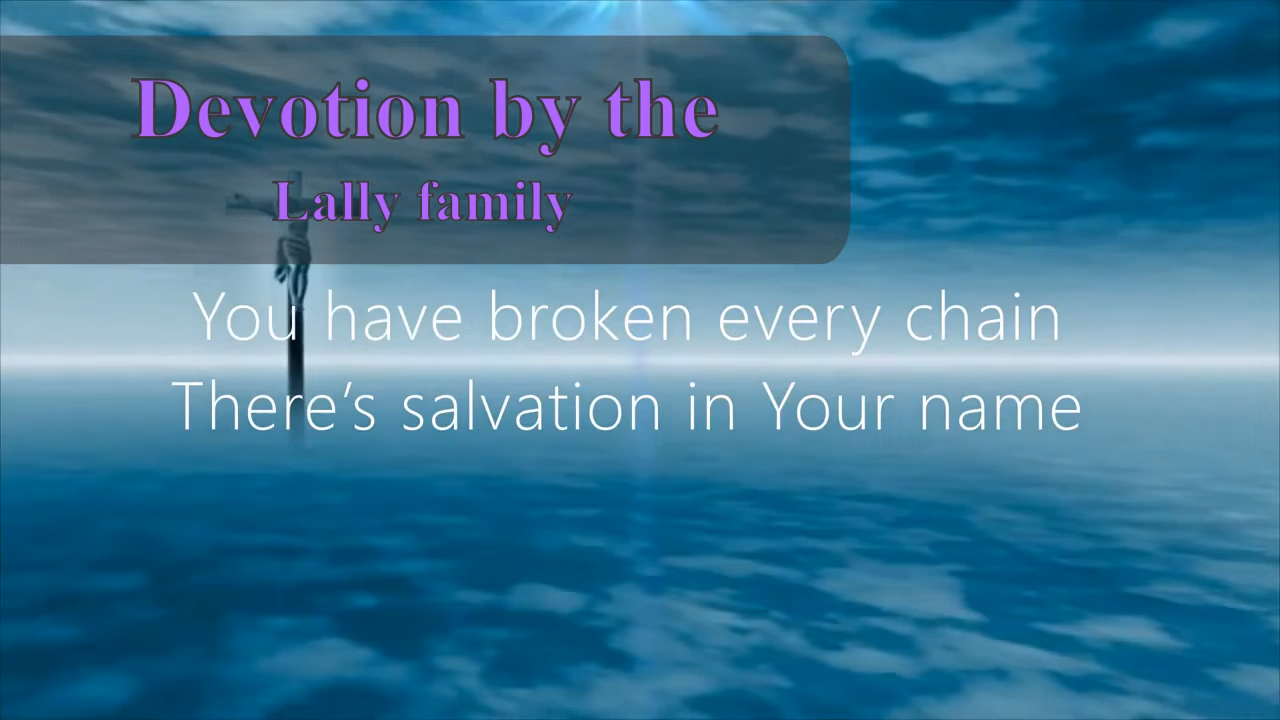 Devotion by the
Lally family
You have broken every chain
There’s salvation in Your name